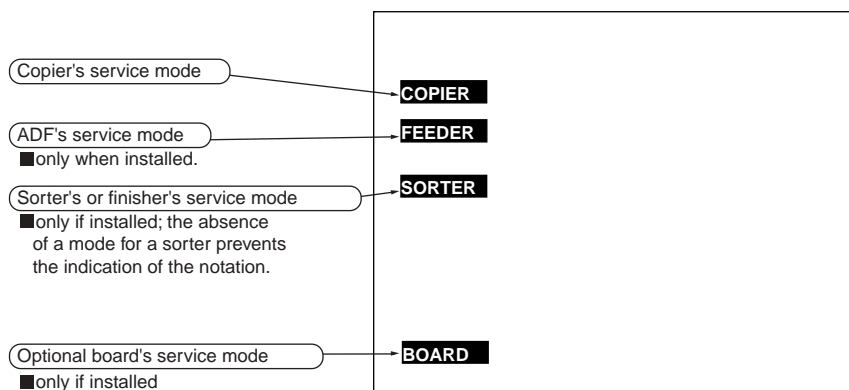 Copier's service mode
COPIER
ADF's service mode
FEEDER
■only when installed.
Sorter's or finisher's service mode
SORTER
■only if installed; the absence
of a mode for a sorter prevents
the indication of the notation.
Optional board's service mode
BOARD
■only if installed